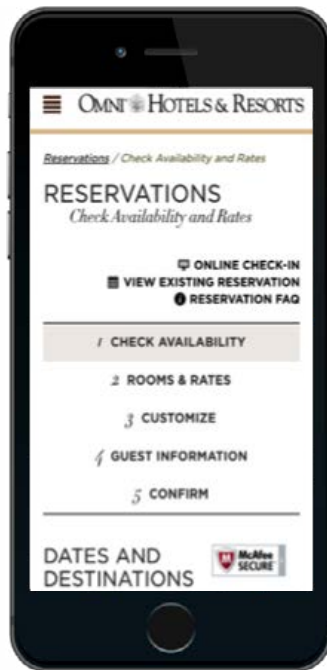 OMNI HOTELS & RESORTS
Reservations / Check Availability and Rates
RESERVATIONS
Check Availability and Rates
ONLINE CHECK-IN
VIEW EXISTING RESERVATION
RESERVATION FAQ
1 CHECK AVAILABILITY
2 ROOMS & RATES
3 CUSTOMIZE
4 GUEST INFORMATION
5 CONFIRM
DATES AND
DESTINATIONS
McAfee
SECURE